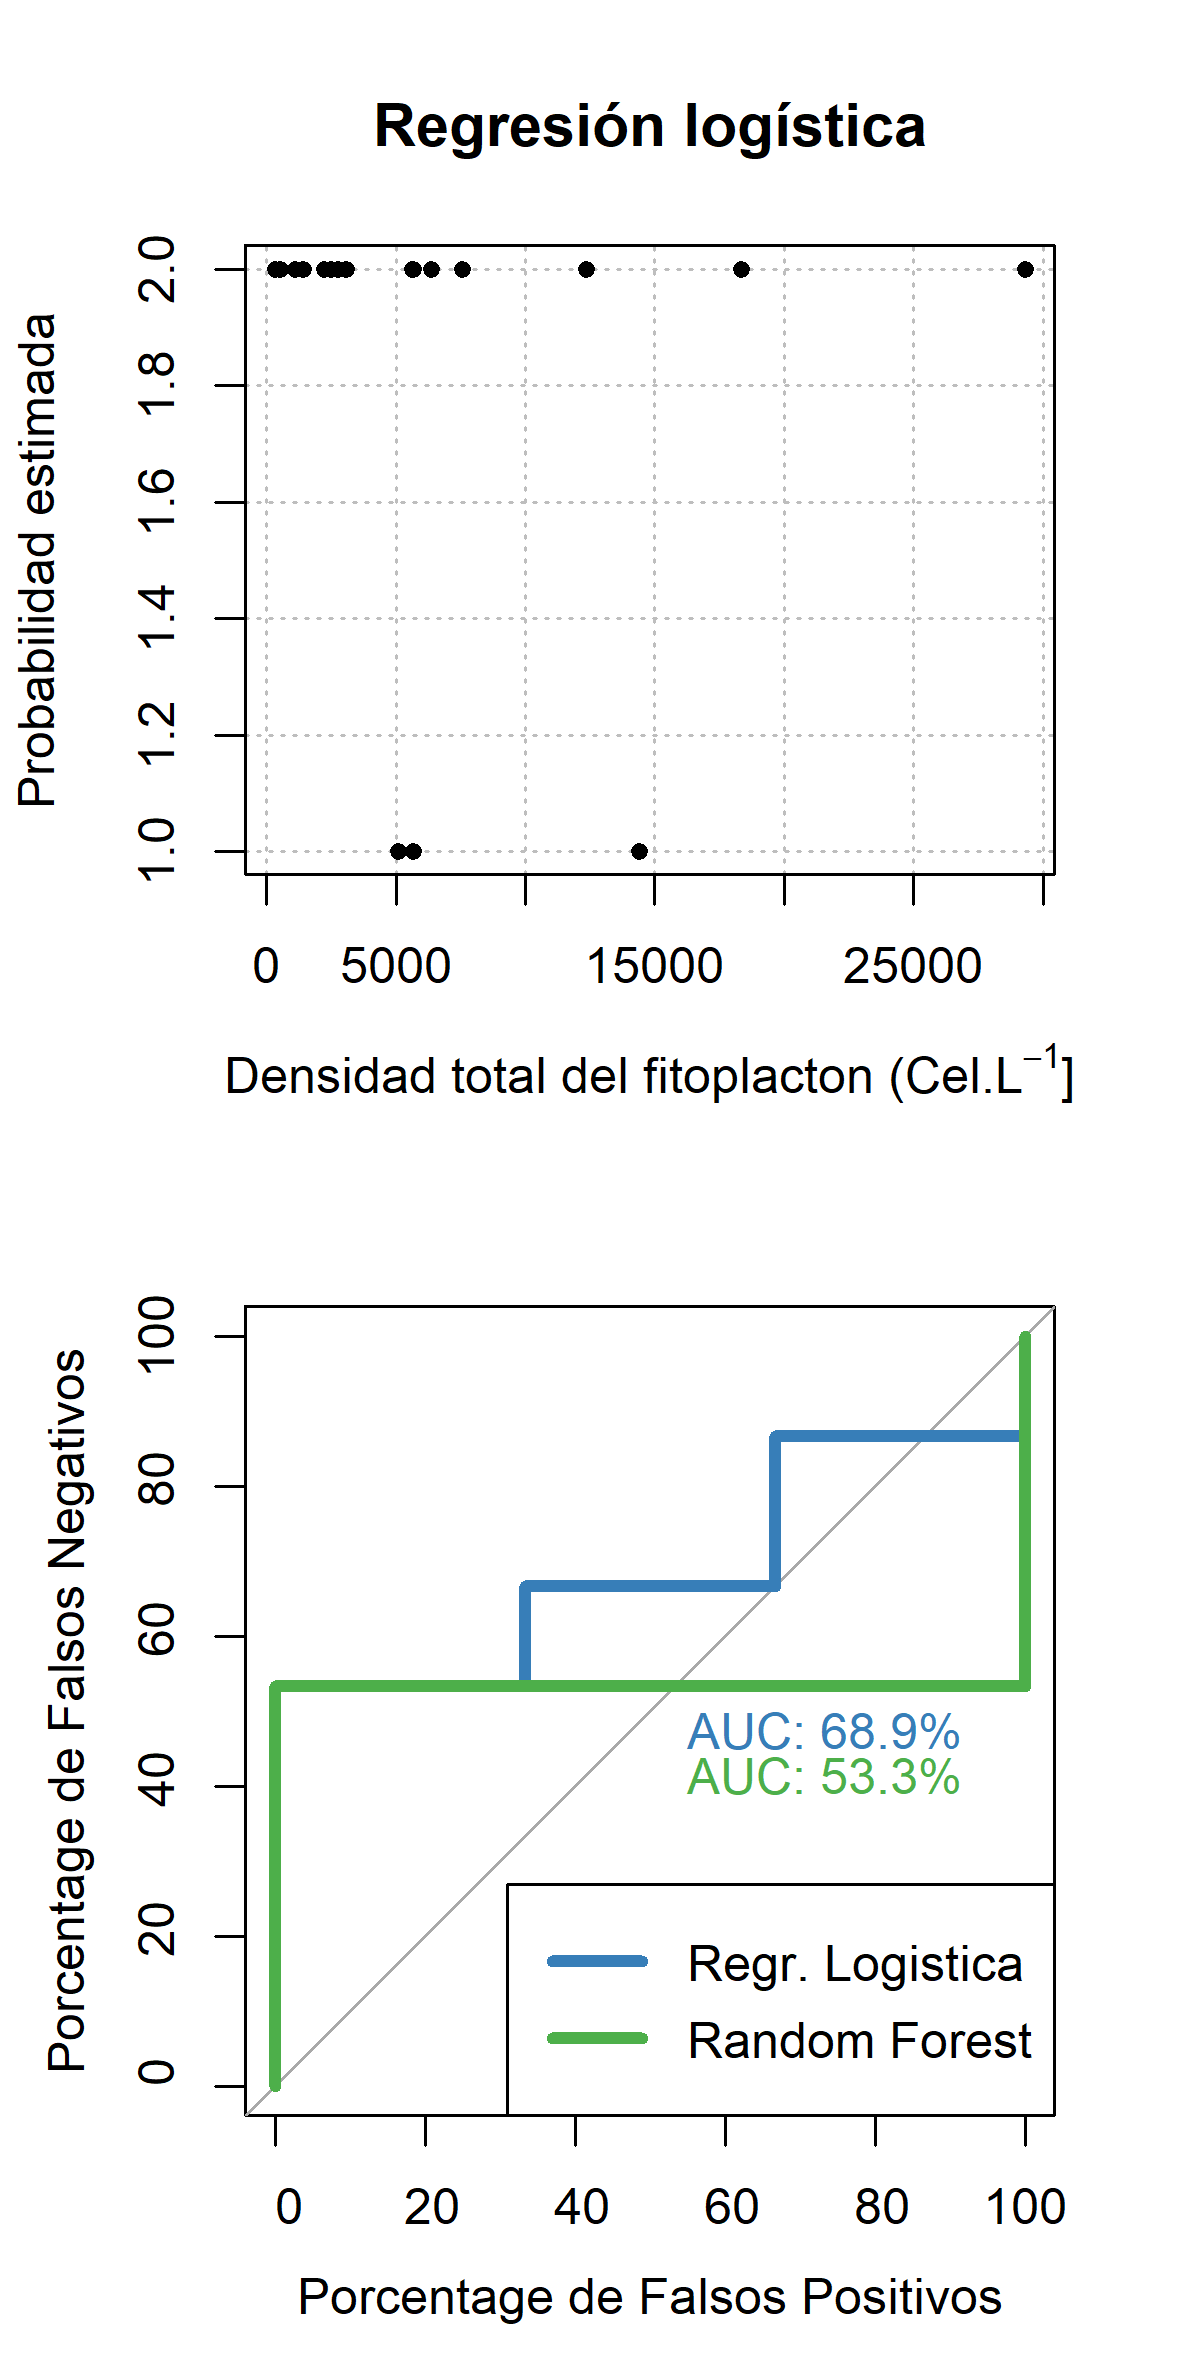 Regresión logística
Probabilidad estimada
2.0
1.8
1.6
1.4
1.2
1.0
0 5000 15000 25000
Densidad total del fitoplacton (Cel.L⁻¹]
Porcentage de Falsos Negativos
100
80
60
40
20
0
AUC: 68.9%
AUC: 53.3%
Regr. Logistica
Random Forest
0 20 40 60 80 100
Porcentage de Falsos Positivos